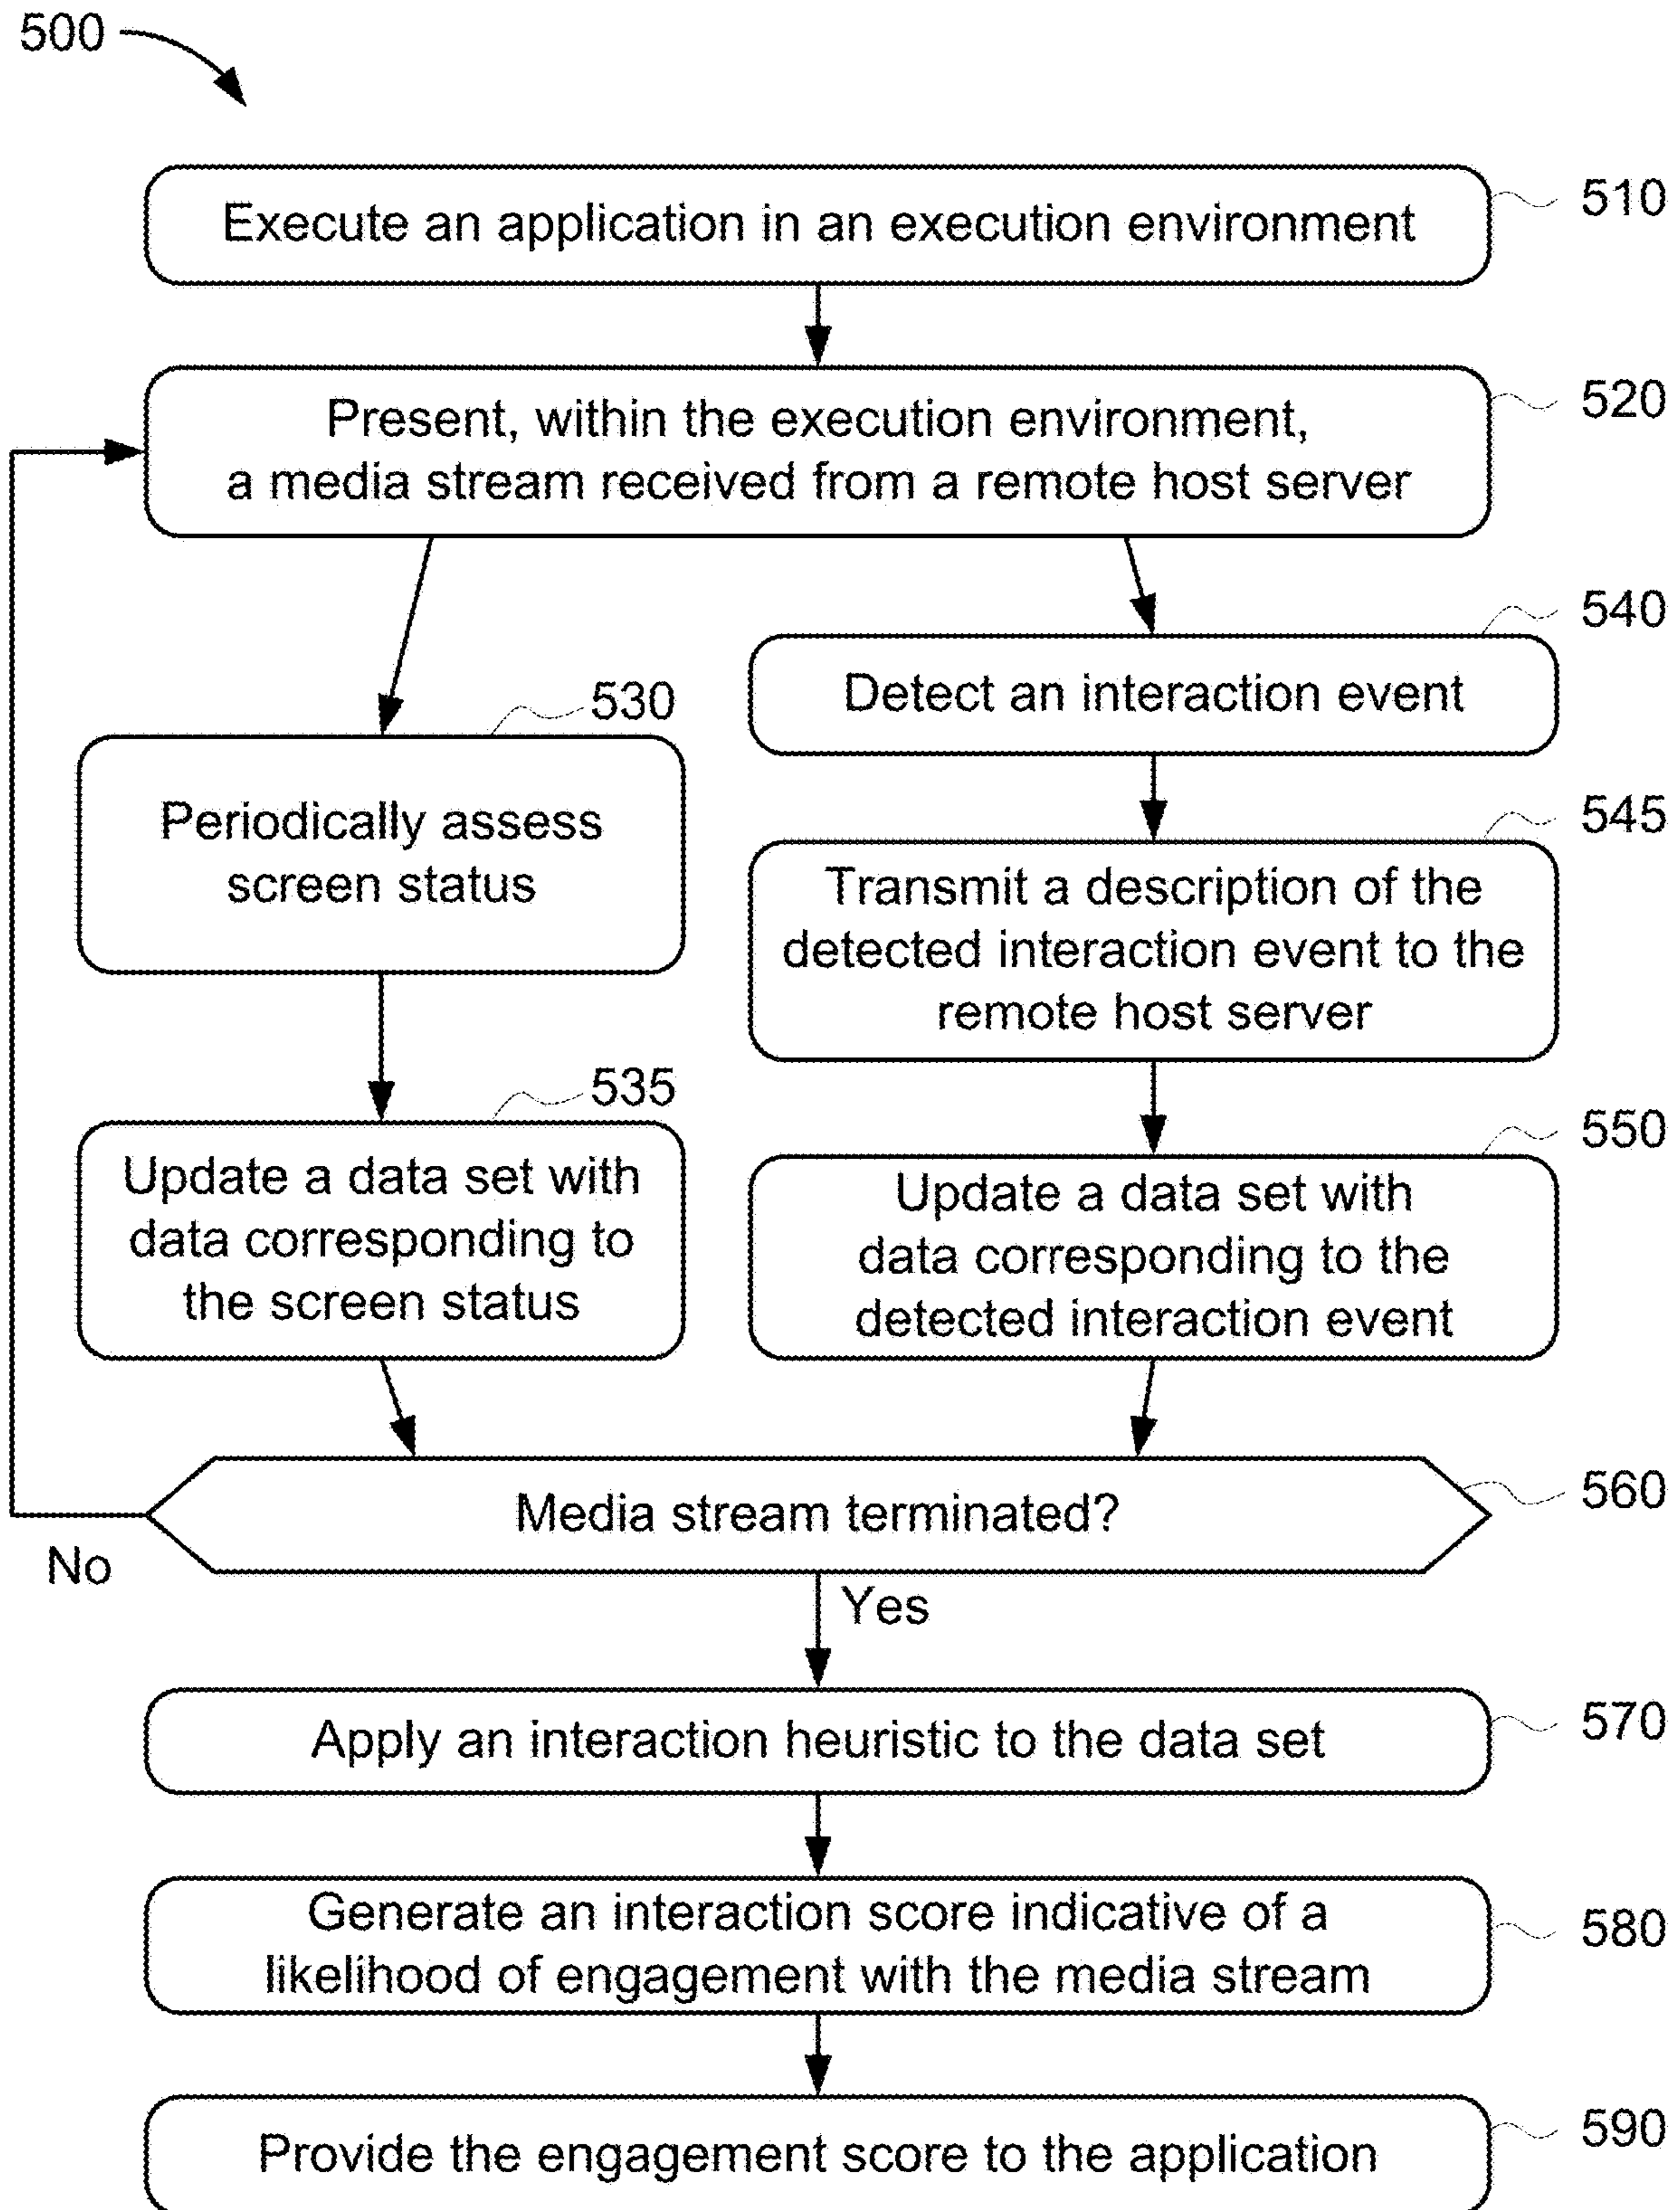 500
Execute an application in an execution environment
510
Present, within the execution environment,
a media stream received from a remote host server
520
540
Detect an interaction event
530
Periodically assess
screen status
545
Transmit a description of the
detected interaction event to the
remote host server
535
Update a data set with
data corresponding to
the screen status
550
Update a data set with
data corresponding to the
detected interaction event
Media stream terminated?
560
No
Yes
Apply an interaction heuristic to the data set
570
Generate an interaction score indicative of a
likelihood of engagement with the media stream
580
Provide the engagement score to the application
590